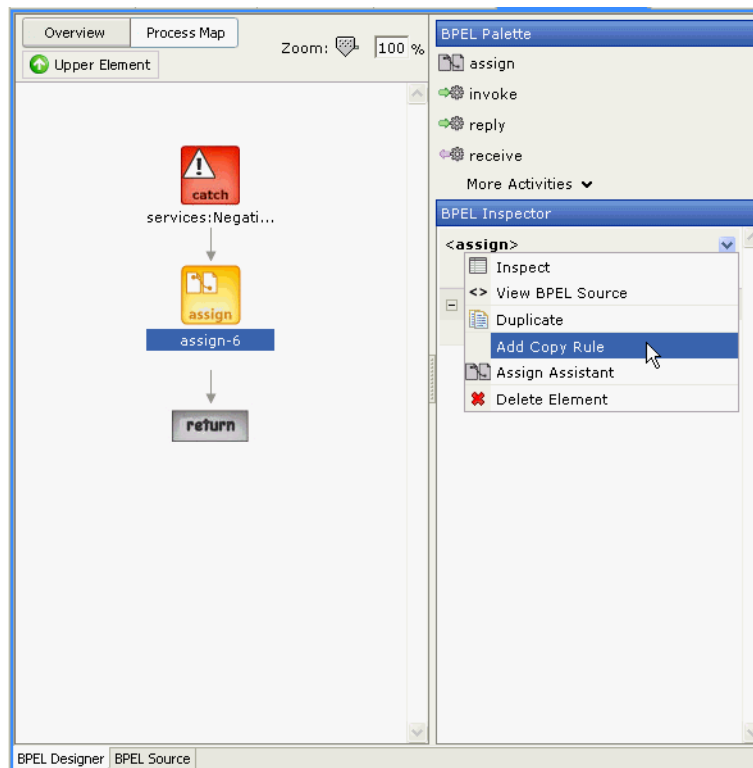 Overview
Process Map
Zoom:
100 %
Upper Element
catch
services:Negati...
assign
assign-6
return
BPEL Palette
assign
invoke
reply
receive
More Activities
BPEL Inspector
<assign>
Inspect
<> View BPEL Source
Duplicate
Add Copy Rule
Assign Assistant
Delete Element
BPEL Designer
BPEL Source